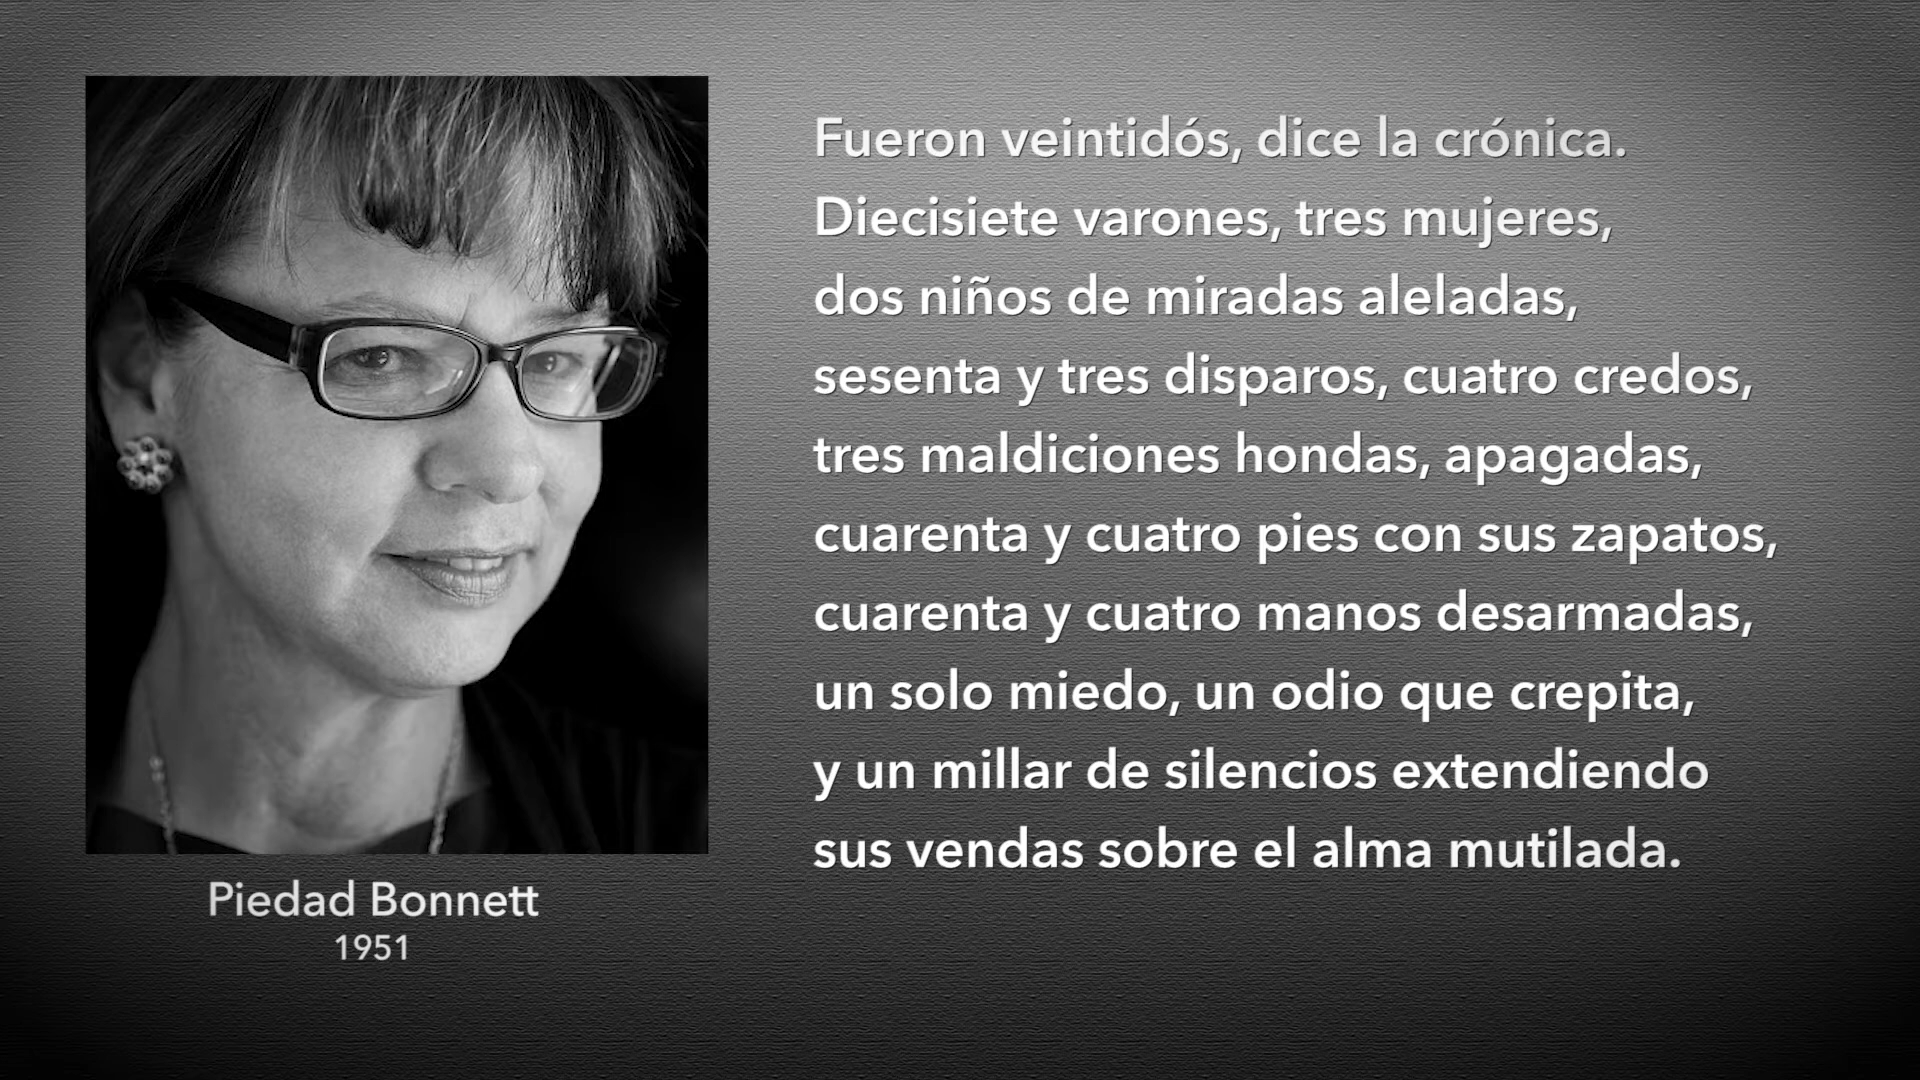 Fueron veintidós, dice la crónica.
Diecisiete varones, tres mujeres,
dos niños de miradas aleladas,
sesenta y tres disparos, cuatro credos,
tres maldiciones hondas, apagadas,
cuarenta y cuatro pies con sus zapatos,
cuarenta y cuatro manos desarmadas,
un solo miedo, un odio que crepita,
y un millar de silencios extendiendo
sus vendas sobre el alma mutilada.
Piedad Bonnett
1951